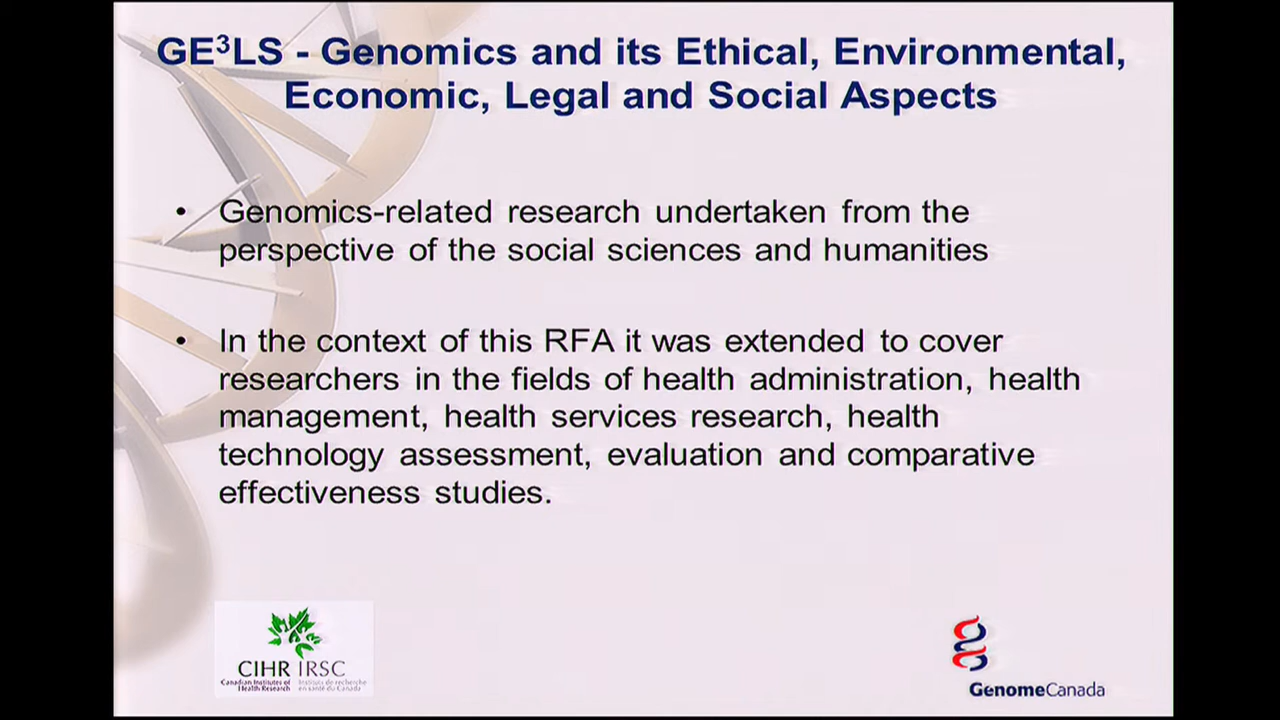 GE³LS - Genomics and its Ethical, Environmental,
Economic, Legal and Social Aspects
• Genomics-related research undertaken from the
perspective of the social sciences and humanities
• In the context of this RFA it was extended to cover
researchers in the fields of health administration, health
management, health services research, health
technology assessment, evaluation and comparative
effectiveness studies.
CIHR IRSC
Canadian Institutes of Instituts de recherche
Health Research en santé du Canada
GenomeCanada